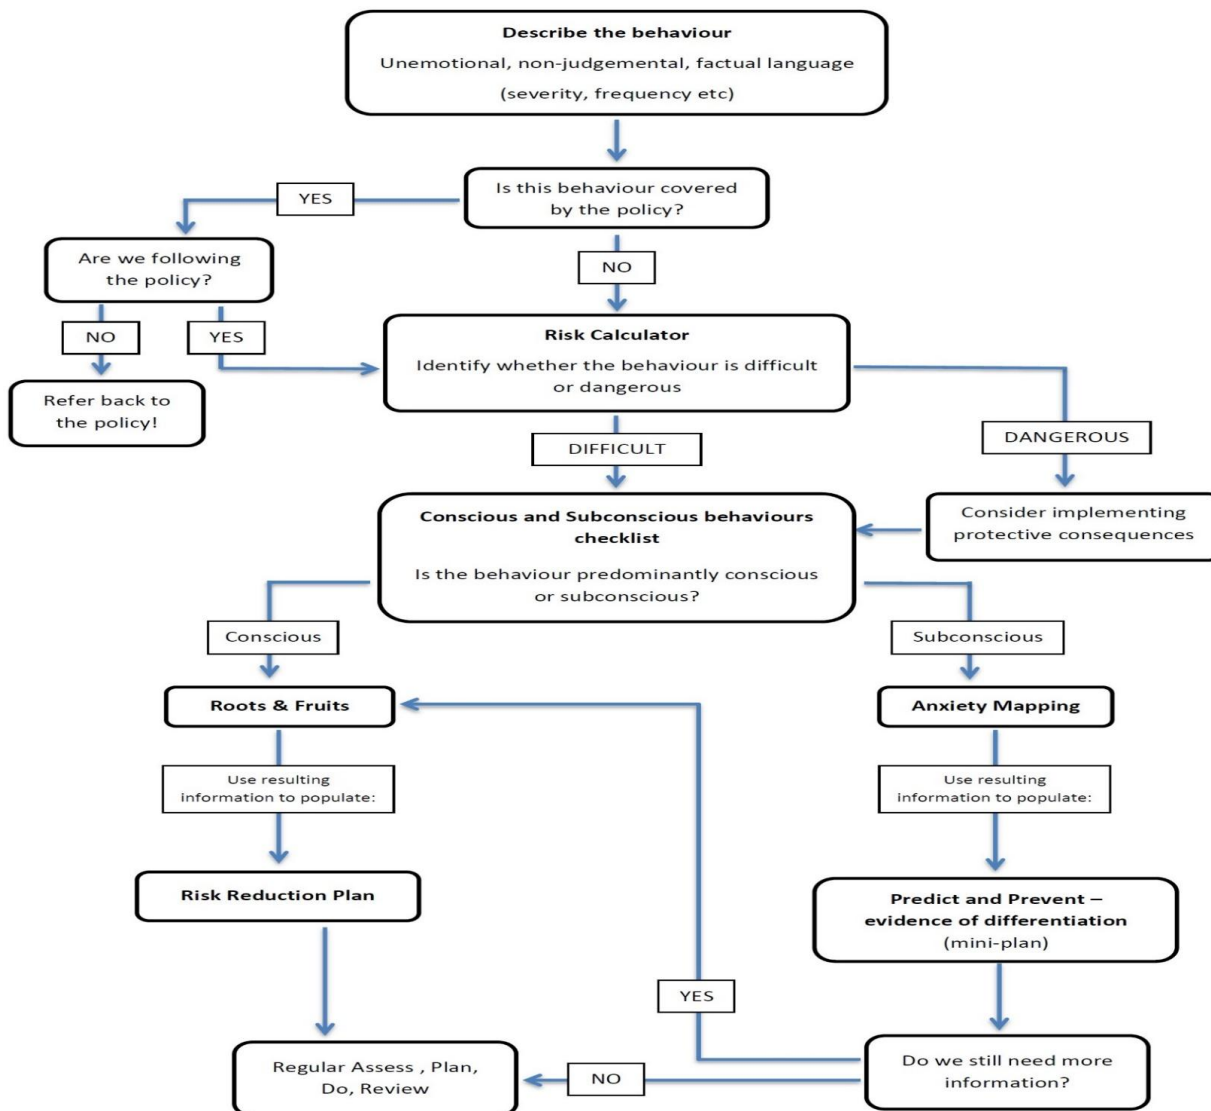 Describe the behaviour
Unemotional, non-judgemental, factual language
(severity, frequency etc)
Is this behaviour covered
by the policy?
YES
Are we following
the policy?
NO
NO
YES
Risk Calculator
Identify whether the behaviour is difficult
or dangerous
Refer back to
the policy!
DIFFICULT
DANGEROUS
Consider implementing
protective consequences
Conscious and Subconscious behaviours
checklist
Is the behaviour predominantly conscious
or subconscious?
Conscious
Subconscious
Roots & Fruits
Anxiety Mapping
Use resulting
information to populate:
Use resulting
information to populate:
Risk Reduction Plan
Predict and Prevent –
evidence of differentiation
(mini-plan)
YES
Do we still need more
information?
NO
Regular Assess , Plan,
Do, Review